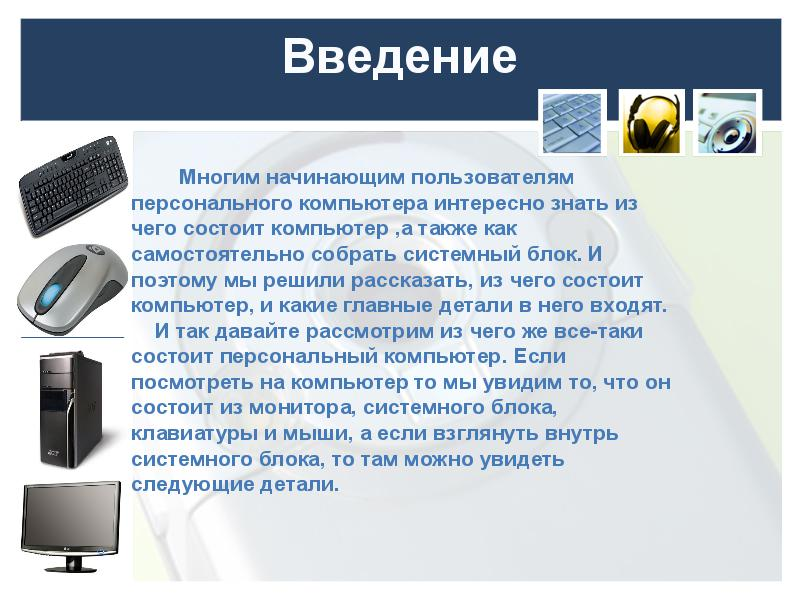 Введение
Многим начинающим пользователям
персонального компьютера интересно знать из
чего состоит компьютер ,а также как
самостоятельно собрать системный блок. И
поэтому мы решили рассказать, из чего состоит
компьютер, и какие главные детали в него входят.
И так давайте рассмотрим из чего же все-таки
состоит персональный компьютер. Если
посмотреть на компьютер то мы увидим то, что он
состоит из монитора, системного блока,
клавиатуры и мыши, а если взглянуть внутрь
системного блока, то там можно увидеть
следующие детали.